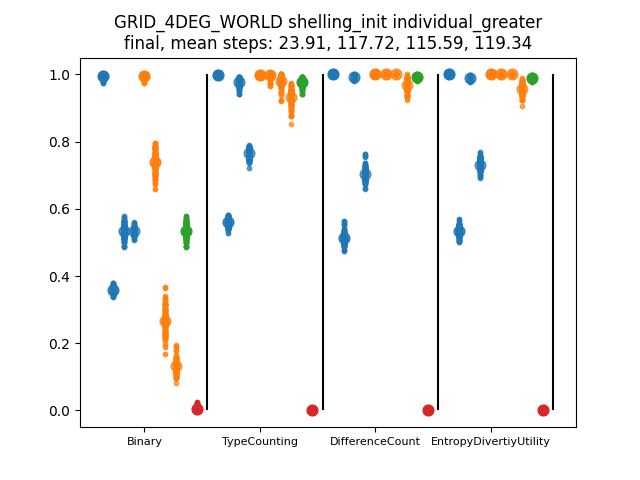 GRID_4DEG_WORLD shelling_init individual_greater
final, mean steps: 23.91, 117.72, 115.59, 119.34
1.0
0.8
0.6
0.4
0.2
0.0
Binary
TypeCounting
DifferenceCount
EntropyDivertiyUtility